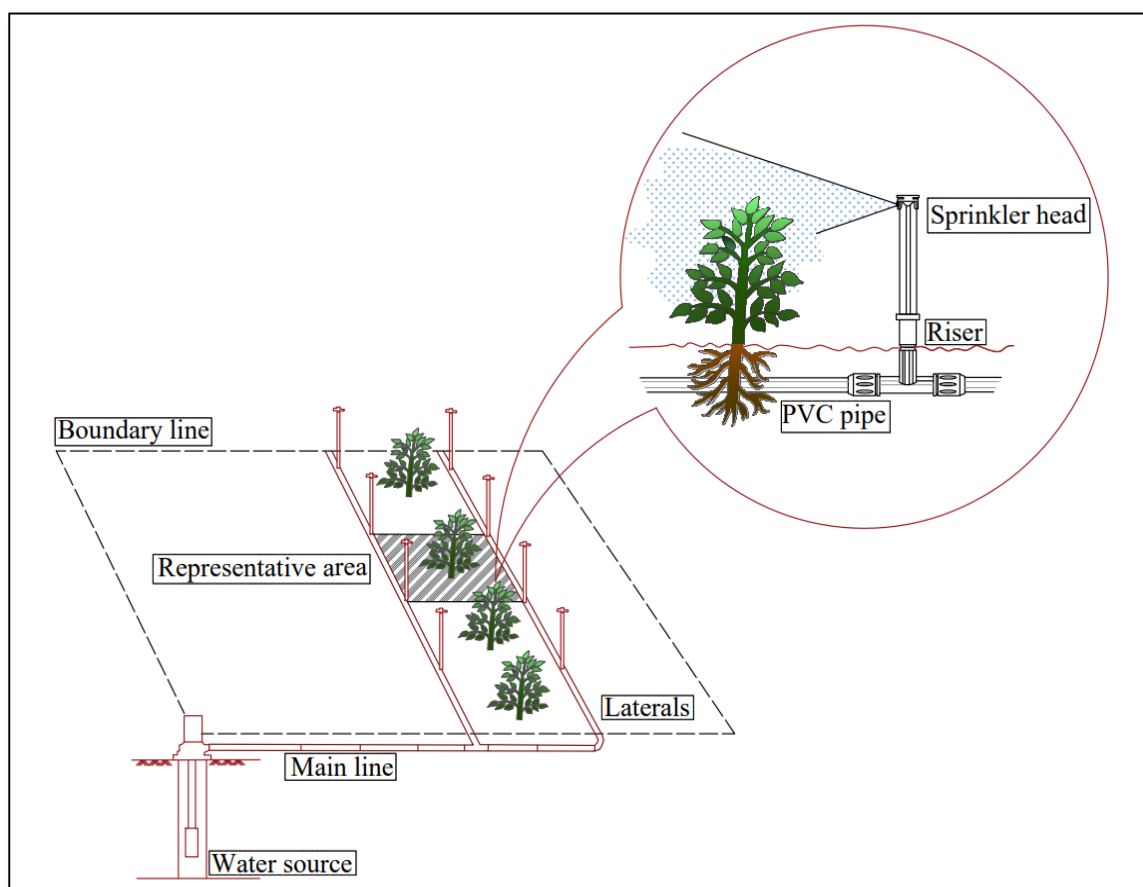 Sprinkler head
Riser
PVC pipe
Boundary line
Representative area
Laterals
Main line
Water source